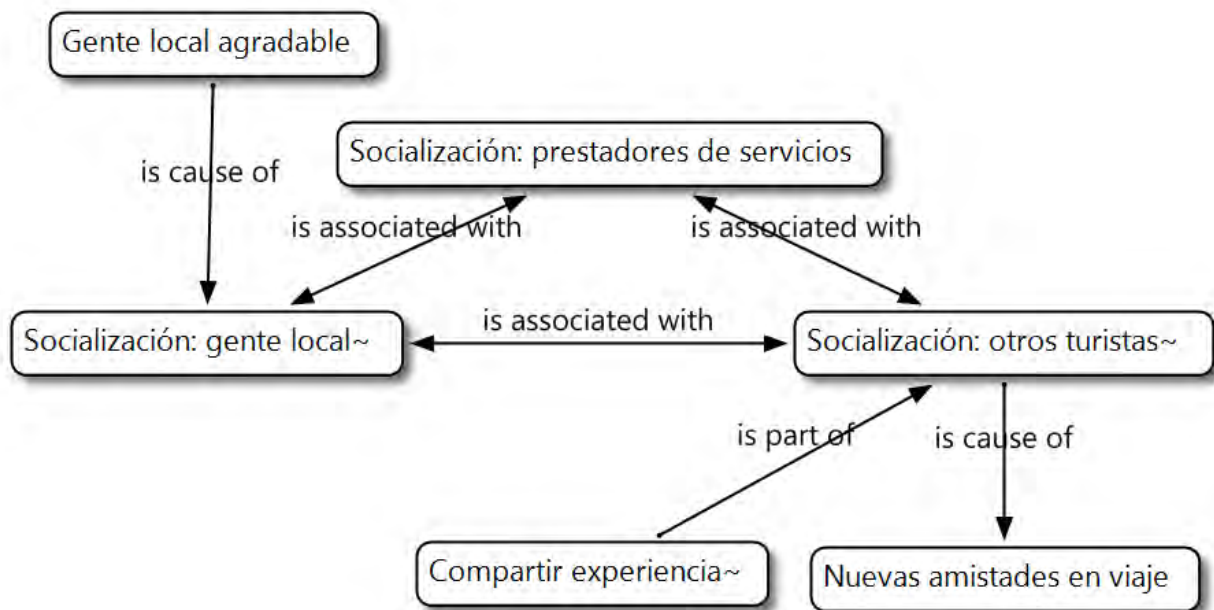 Gente local agradable
Socialización: prestadores de servicios
is cause of
is associated with
is associated with
is associated with
Socialización: gente local~
Socialización: otros turistas~
is part of
is cause of
Compartir experiencia~
Nuevas amistades en viaje